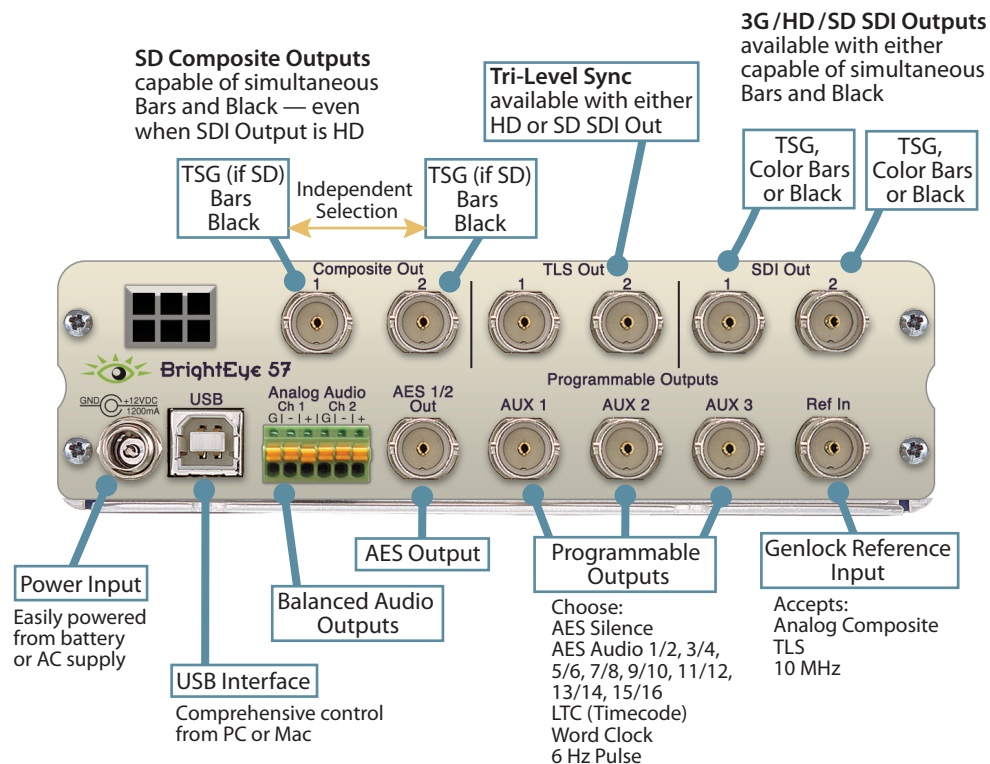 3G/HD/SD SDI Outputs
available with either
capable of simultaneous
Bars and Black
SD Composite Outputs
capable of simultaneous
Bars and Black — even
when SDI Output is HD
Tri-Level Sync
available with either
HD or SD SDI Out
TSG (if SD)
Bars
Black
Independent
Selection
TSG (if SD)
Bars
Black
TSG,
Color Bars
or Black
TSG,
Color Bars
or Black
Composite Out
1 2
TLS Out
1 2
SDI Out
1 2
BrightEye 57
Programmable Outputs
GND +12VDC
1200mA
USB
Analog Audio
Ch 1 Ch 2
G| - |+|G| - |+
AES 1/2
Out
AUX 1
AUX 2
AUX 3
Ref In
Power Input
Easily powered
from battery
or AC supply
USB Interface
Comprehensive control
from PC or Mac
Balanced Audio
Outputs
AES Output
Programmable
Outputs
Choose:
AES Silence
AES Audio 1/2, 3/4,
5/6, 7/8, 9/10, 11/12,
13/14, 15/16
LTC (Timecode)
Word Clock
6 Hz Pulse
Genlock Reference
Input
Accepts:
Analog Composite
TLS
10 MHz